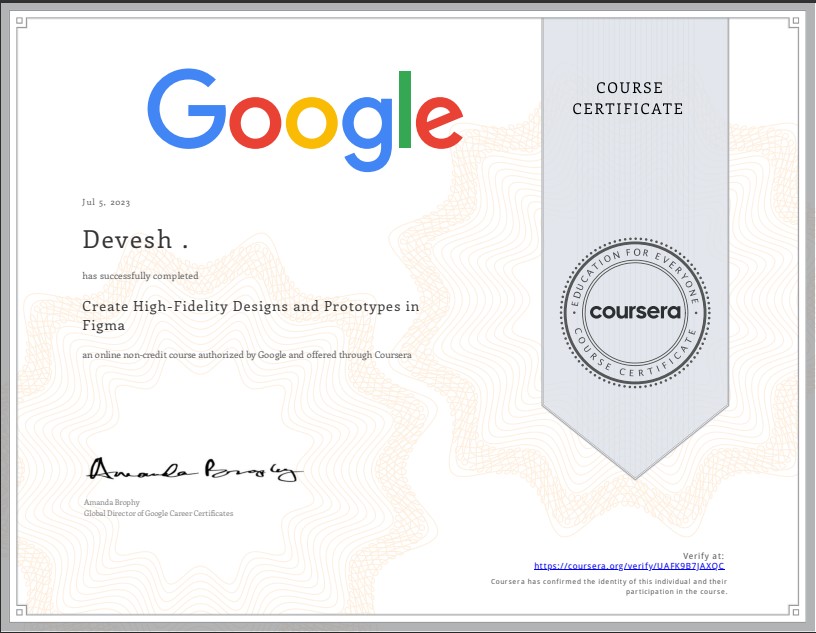 Google
COURSE
CERTIFICATE
Jul 5, 2023
Devesh .
has successfully completed
Create High-Fidelity Designs and Prototypes in
Figma
an online non-credit course authorized by Google and offered through Coursera
EDUCATION FOR EVERYONE
coursera
COURSE CERTIFICATE
Amanda Brophy
Amanda Brophy
Global Director of Google Career Certificates
Verify at:
https://coursera.org/verify/UAFK9B7JAXQC
Coursera has confirmed the identity of this individual and their
participation in the course.